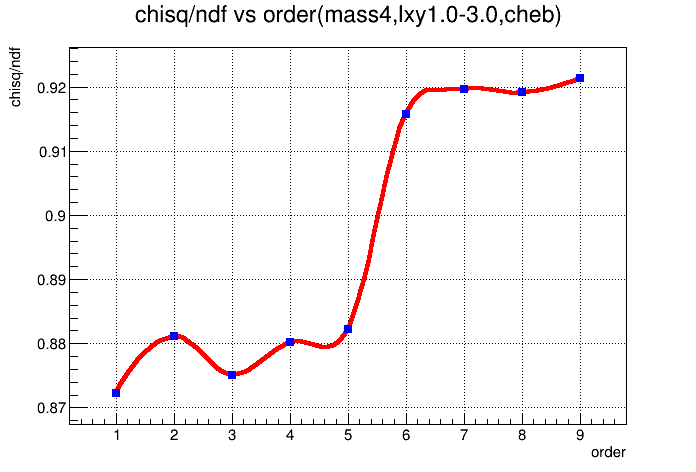 chisq/ndf vs order(mass4,lxy1.0-3.0,cheb)
chisq/ndf
0.92
0.91
0.9
0.89
0.88
0.87
1 2 3 4 5 6 7 8 9
order